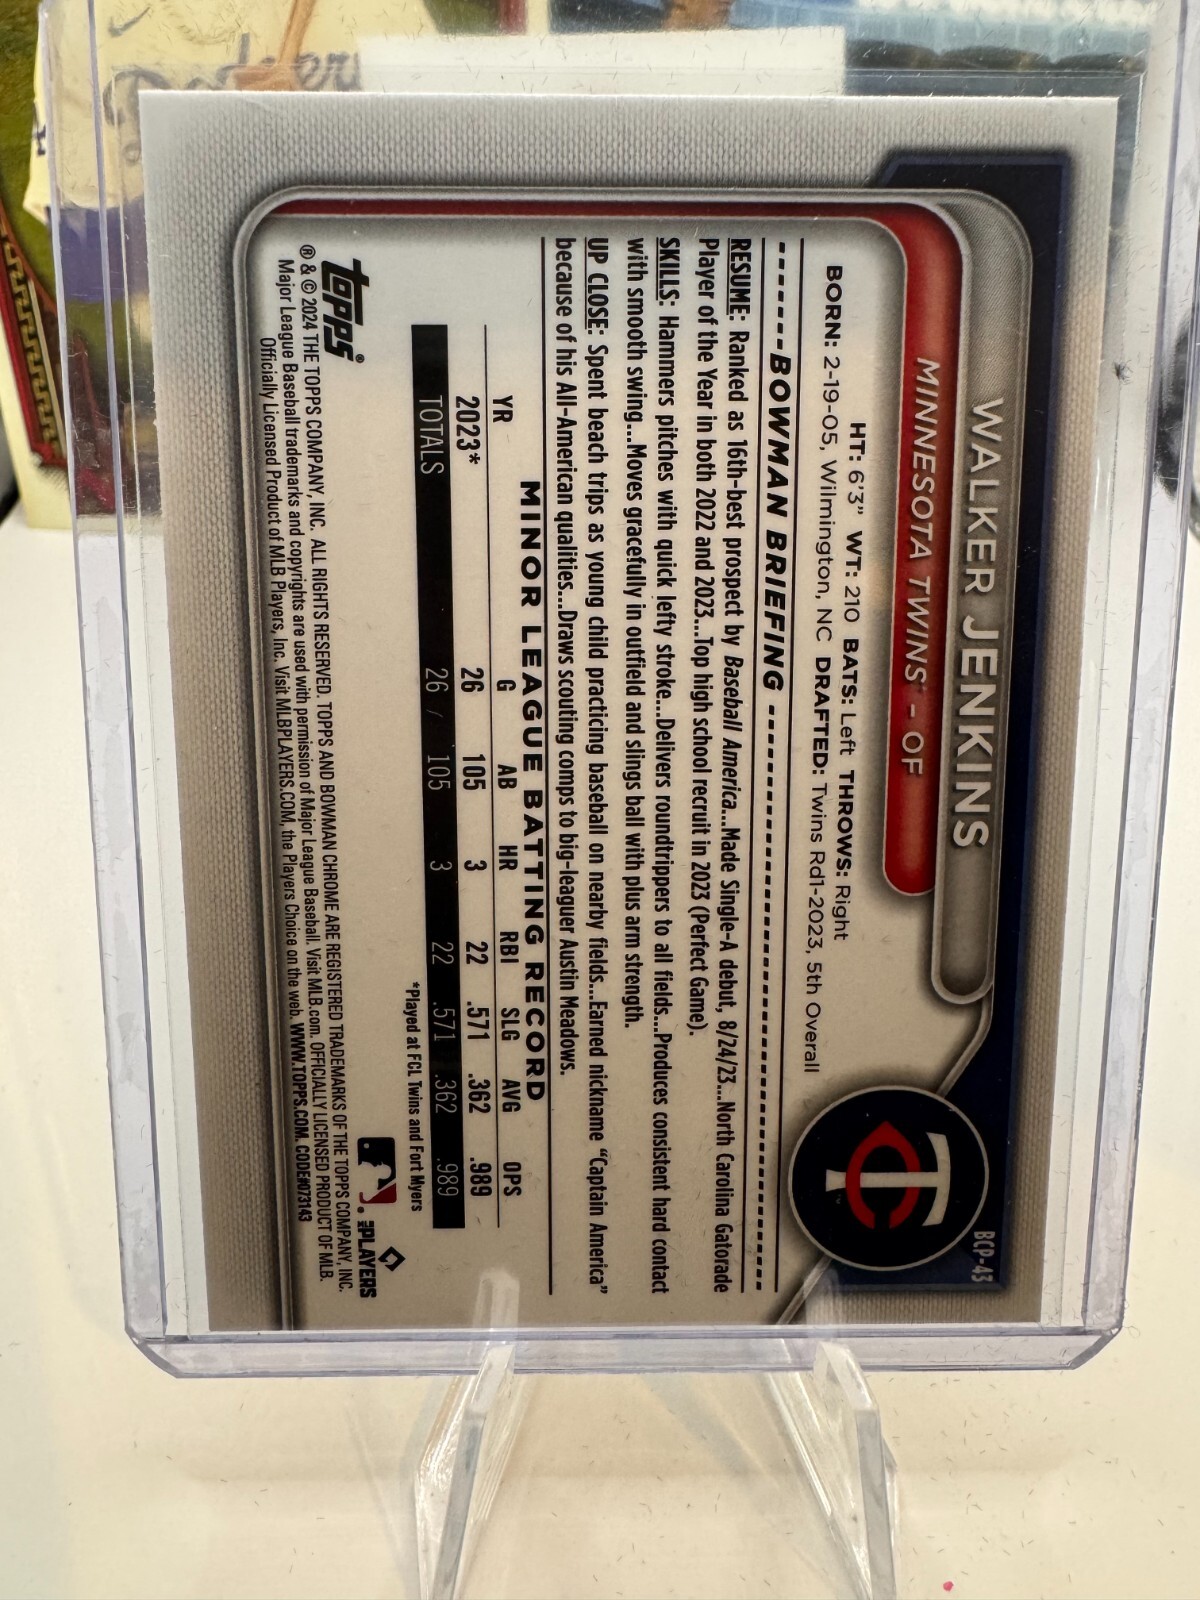 BCP-43
WALKER JENKINS
MINNESOTA TWINS® - OF
HT: 6'3" WT: 210 BATS: Left THROWS: Right
BORN: 2-19-05, Wilmington, NC DRAFTED: Twins Rd1-2023, 5th Overall
-----BOWMAN BRIEFING-----
RESUME: Ranked as 16th-best prospect by Baseball America...Made Single-A debut, 8/24/23...North Carolina Gatorade
Player of the Year in both 2022 and 2023...Top high school recruit in 2023 (Perfect Game).
SKILLS: Hammers pitches with quick lefty stroke...Delivers roundtrippers to all fields...Produces consistent hard contact
with smooth swing...Moves gracefully in outfield and slings ball with plus arm strength.
UP CLOSE: Spent beach trips as young child practicing baseball on nearby fields...Earned nickname “Captain America”
because of his All-American qualities...Draws scouting comps to big-leaguer Austin Meadows.
MINOR LEAGUE BATTING RECORD
YR G AB HR RBI SLG AVG OPS
2023* 26 105 3 22 .571 .362 .989
TOTALS 26 105 3 22 .571 .362 .989
*Played at FCL Twins and Fort Myers
TOPPS®
MLB PLAYERS
® & © 2024 THE TOPPS COMPANY, INC. ALL RIGHTS RESERVED. TOPPS AND BOWMAN CHROME ARE REGISTERED TRADEMARKS OF THE TOPPS COMPANY, INC.
Major League Baseball trademarks and copyrights are used with permission of Major League Baseball. Visit MLB.com. OFFICIALLY LICENSED PRODUCT OF MLB
Officially Licensed Product of MLB Players, Inc. Visit MLBPLAYERS.COM, the Players Choice on the web. WWW.TOPPS.COM. CODE#073143